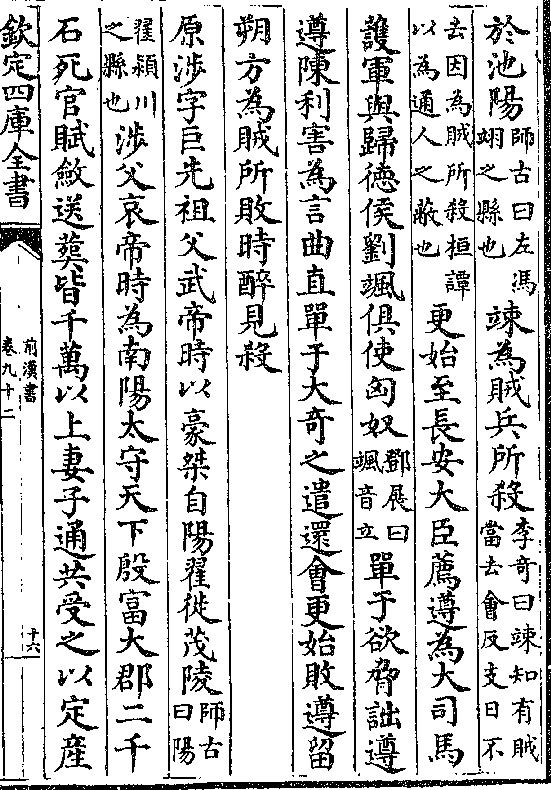 於池陽師古曰左馮翊之縣也竦為賊兵所殺李奇曰竦知有賊當去會反支日不
去因為賊所殺桓譚以為通人之蔽也更始至長安大臣薦遵為大司馬
護軍與歸徳侯劉颯俱使匈奴鄧展曰颯音立單于欲脅詘遵
遵陳利害為言曲直單于大奇之遣還會更始敗遵留
朔方為賊所敗時醉見殺
原涉字巨先祖父武帝時以豪桀自陽翟徙茂陵師古曰陽
翟潁川之縣也涉父哀帝時為南陽太守天下殷富大郡二千
石死官賦斂送葬皆千萬以上妻子通共受之以定産
欽定四庫全書
前漢書
卷九十二
十六